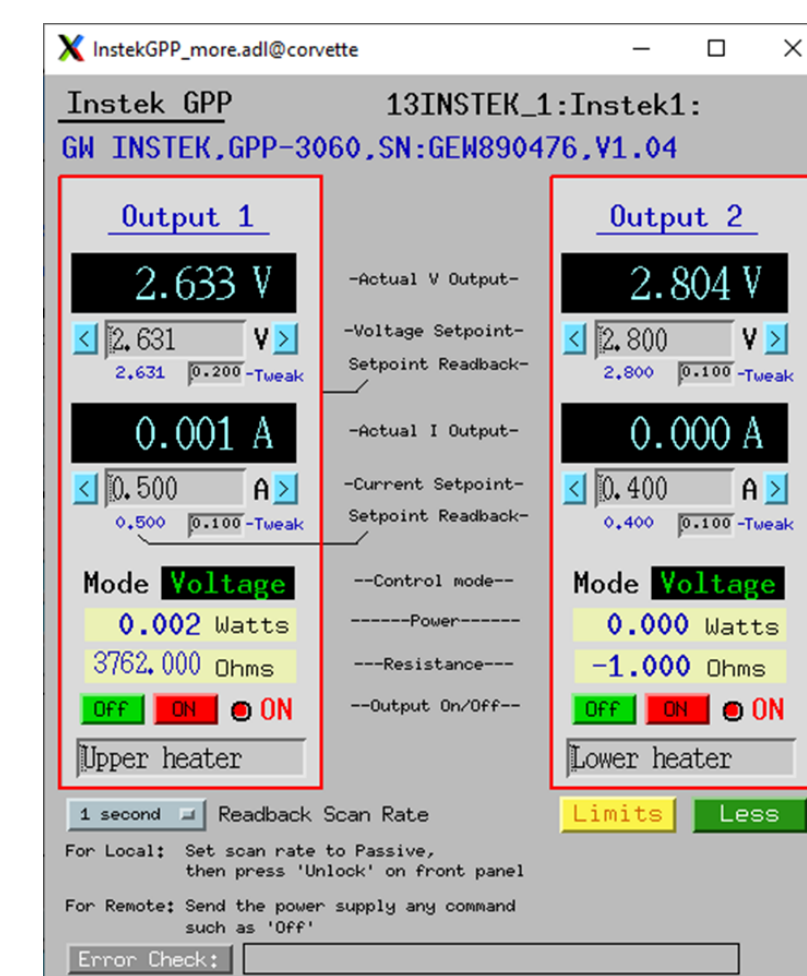 InstekGPP_more.adl@corvette
Instek GPP 13INSTEK_1:Instek1:
GW INSTEK,GPP-3060,SN:GEW890476,V1.04
Output 1 Output 2
2.633 V -Actual V Output- 2.804 V
< 2.631 V > -Voltage Setpoint- < 2.800 V >
2.631 0.200 -Tweak Setpoint Readback- 2.800 0.100 -Tweak
0.001 A -Actual I Output- 0.000 A
< 0.500 A > -Current Setpoint- < 0.400 A >
0.500 0.100 -Tweak Setpoint Readback- 0.400 0.100 -Tweak
Mode Voltage --Control mode-- Mode Voltage
0.002 Watts ------Power------ 0.000 Watts
3762.000 Ohms ---Resistance--- -1.000 Ohms
Off ON ON --Output On/Off-- Off ON ON
Upper heater Lower heater
1 second Readback Scan Rate Limits Less
For Local: Set scan rate to Passive,
then press 'Unlock' on front panel
For Remote: Send the power supply any command
such as 'Off'
Error Check: